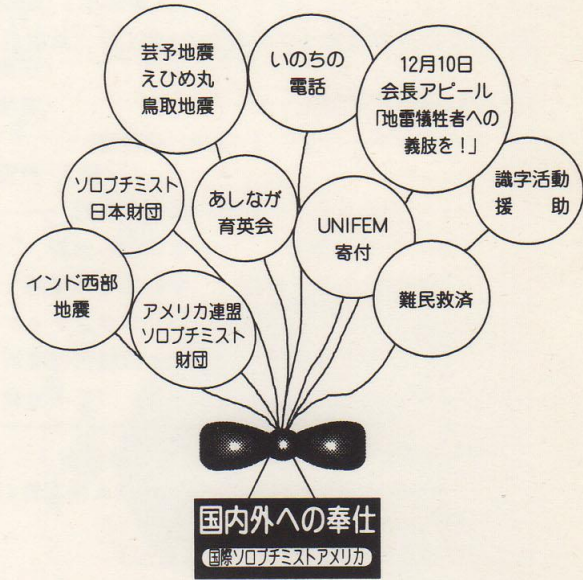 芸予地震
えひめ丸
鳥取地震
いのちの
電話
12月10日
会長アピール
「地雷犠牲者への
義肢を！」
ソロプチミスト
日本財団
あしなが
育英会
UNIFEM
寄付
識字活動
援　助
インド西部
地震
アメリカ連盟
ソロプチミスト
財団
難民救済
国内外への奉仕
国際ソロプチミストアメリカ